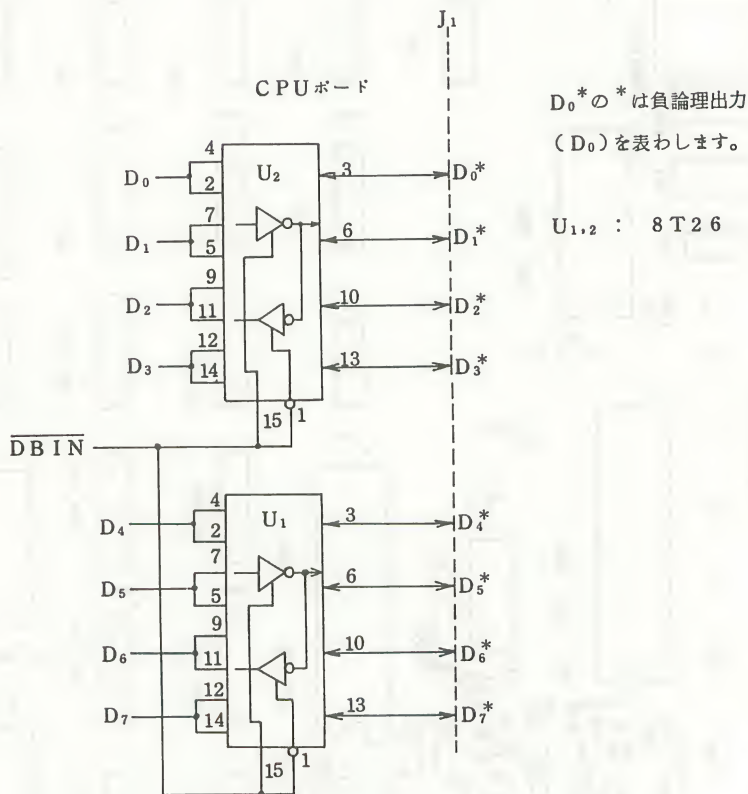 J₁
CPUボード
D₀*の*は負論理出力
(D₀)を表わします。
U₁,₂ : 8T26
U₂
D₀ 4 2 3 D₀*
D₁ 7 5 6 D₁*
D₂ 9 11 10 D₂*
D₃ 12 14 13 D₃*
15 1
D̅B̅I̅N̅
U₁
D₄ 4 2 3 D₄*
D₅ 7 5 6 D₅*
D₆ 9 11 10 D₆*
D₇ 12 14 13 D₇*
15 1